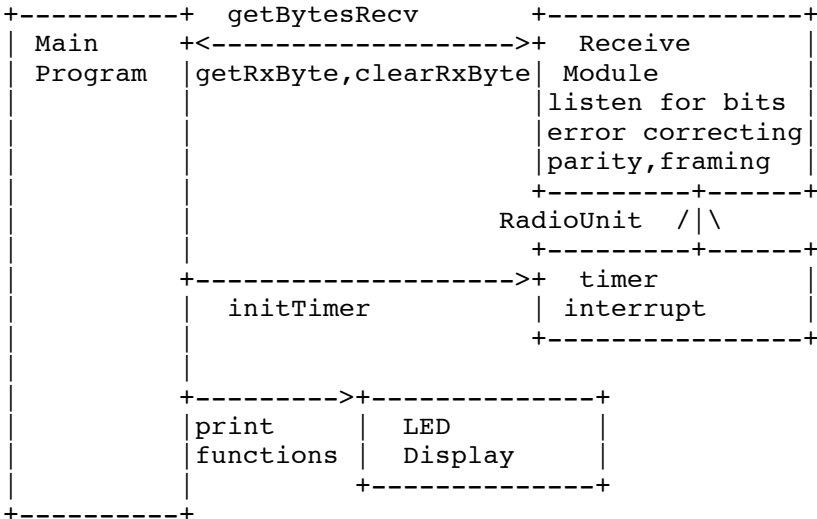 getBytesRecv
Main Receive
Program getRxByte,clearRxByte Module
listen for bits
error correcting
parity,framing
RadioUnit
timer
initTimer interrupt
print LED
functions Display